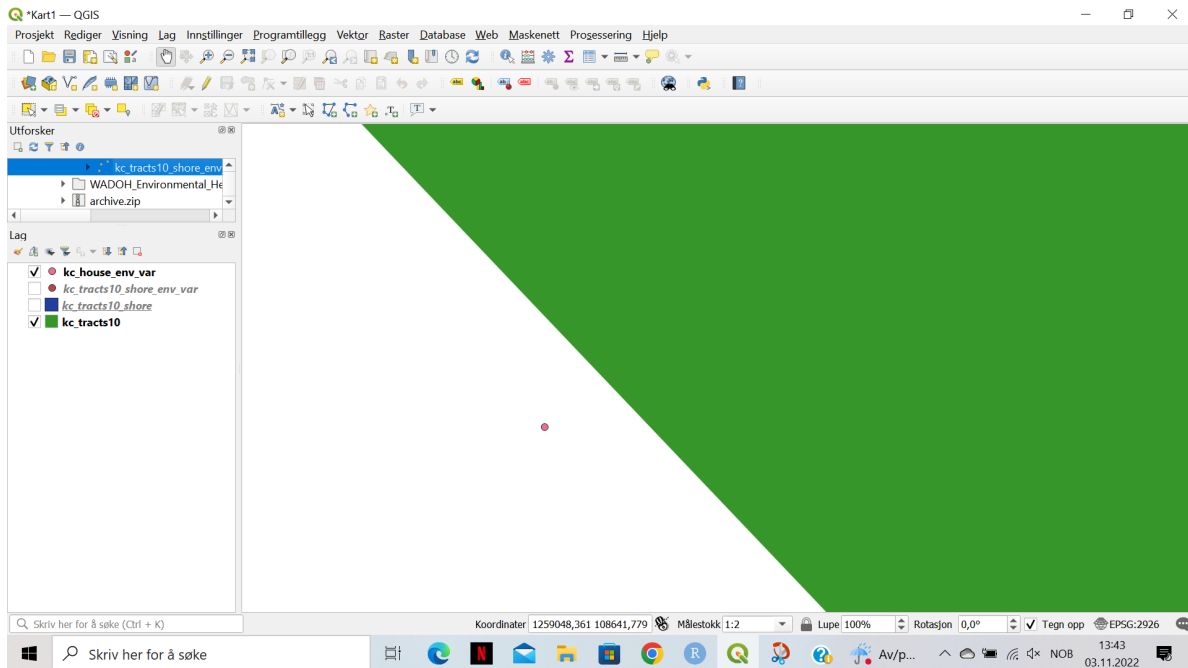 *Kart1 — QGIS
Prosjekt Rediger Visning Lag Innstillinger Programtillegg Vektor Raster Database Web Maskenett Prosessering Hjelp
Utforsker
kc_tracts10_shore_env
WADOH_Environmental_He
archive.zip
Lag
kc_house_env_var
kc_tracts10_shore_env_var
kc_tracts10_shore
kc_tracts10
Skriv her for å søke (Ctrl + K)
Koordinater 1259048,361 108641,779 Målestokk 1:2 Lupe 100% Rotasjon 0,0° Tegn opp EPSG:2926
Skriv her for å søke
Av/p...
NOB
13:43
03.11.2022